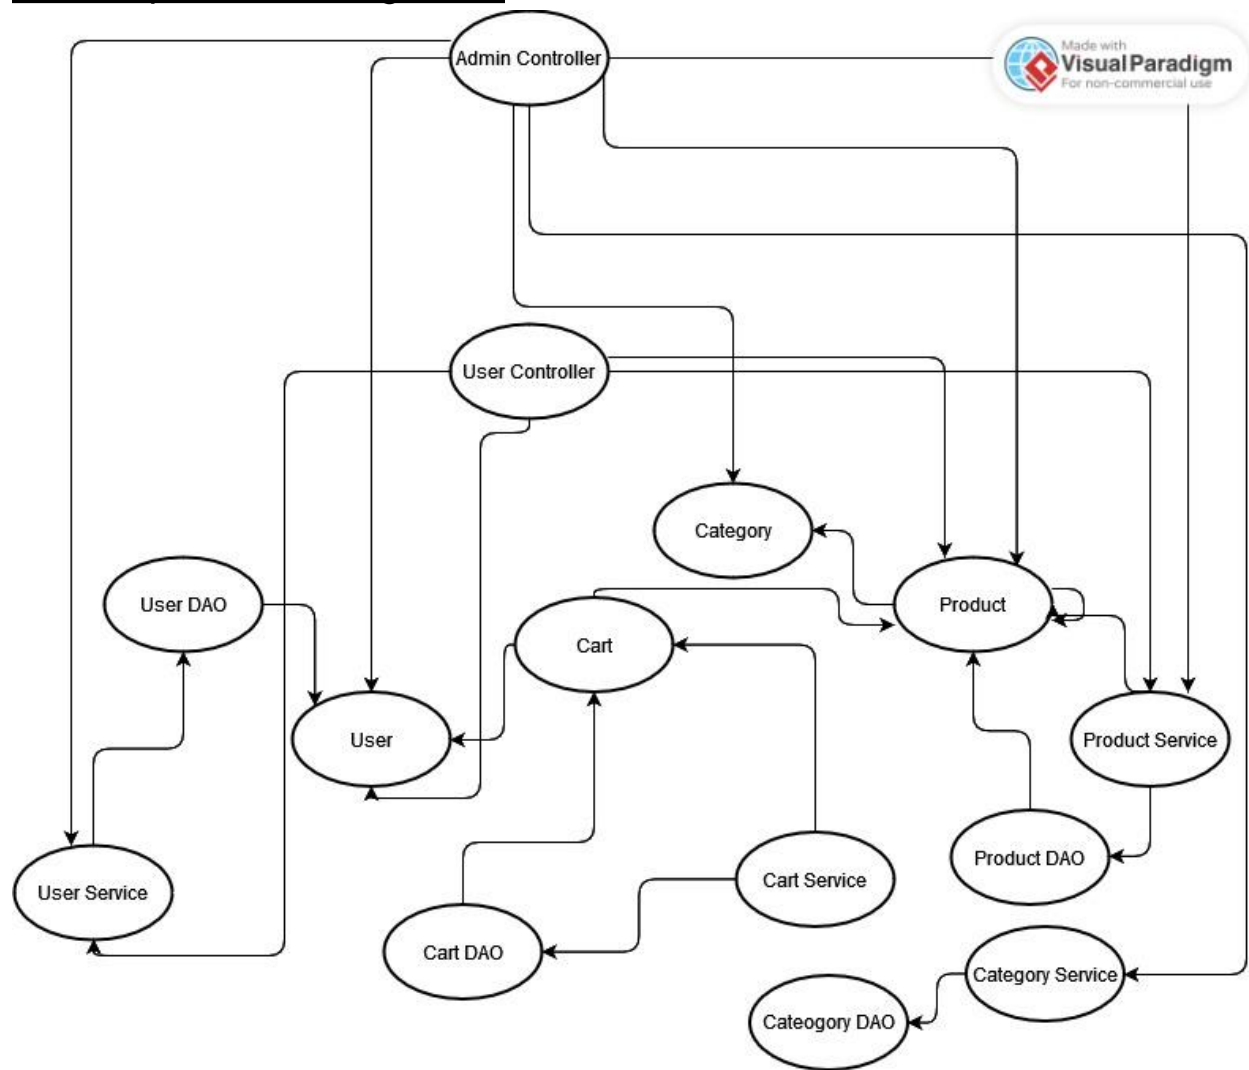 Admin Controller
Made with
Visual Paradigm
For non-commercial use
User Controller
Category
User DAO
Product
Cart
User
Product Service
Product DAO
Cart Service
User Service
Cart DAO
Category Service
Cateogory DAO